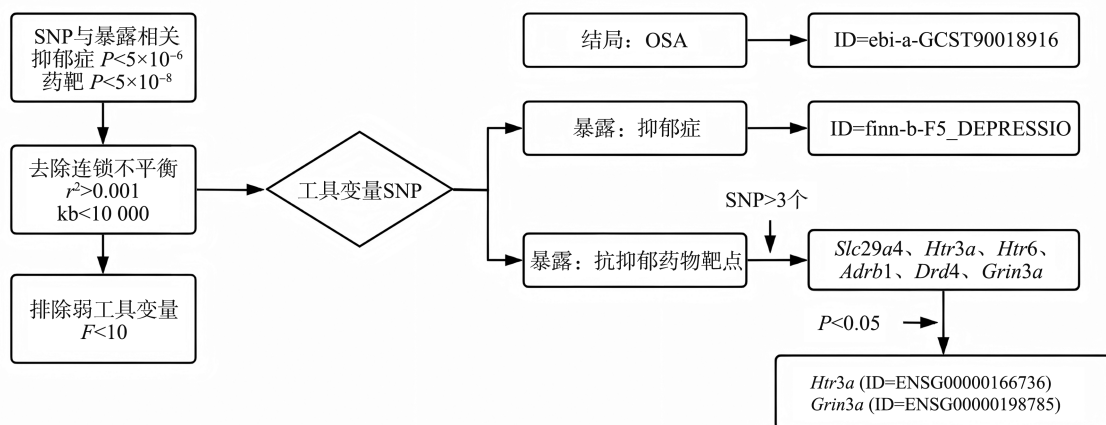 SNP与暴露相关
抑郁症 P<5×10⁻⁶
药靶 P<5×10⁻⁸
去除连锁不平衡
r²>0.001
kb<10 000
排除弱工具变量
F<10
工具变量SNP
结局：OSA
ID=ebi-a-GCST90018916
暴露：抑郁症
ID=finn-b-F5_DEPRESSIO
SNP>3个
暴露：抗抑郁药物靶点
Slc29a4、Htr3a、Htr6、
Adrb1、Drd4、Grin3a
P<0.05
Htr3a (ID=ENSG00000166736)
Grin3a (ID=ENSG00000198785)